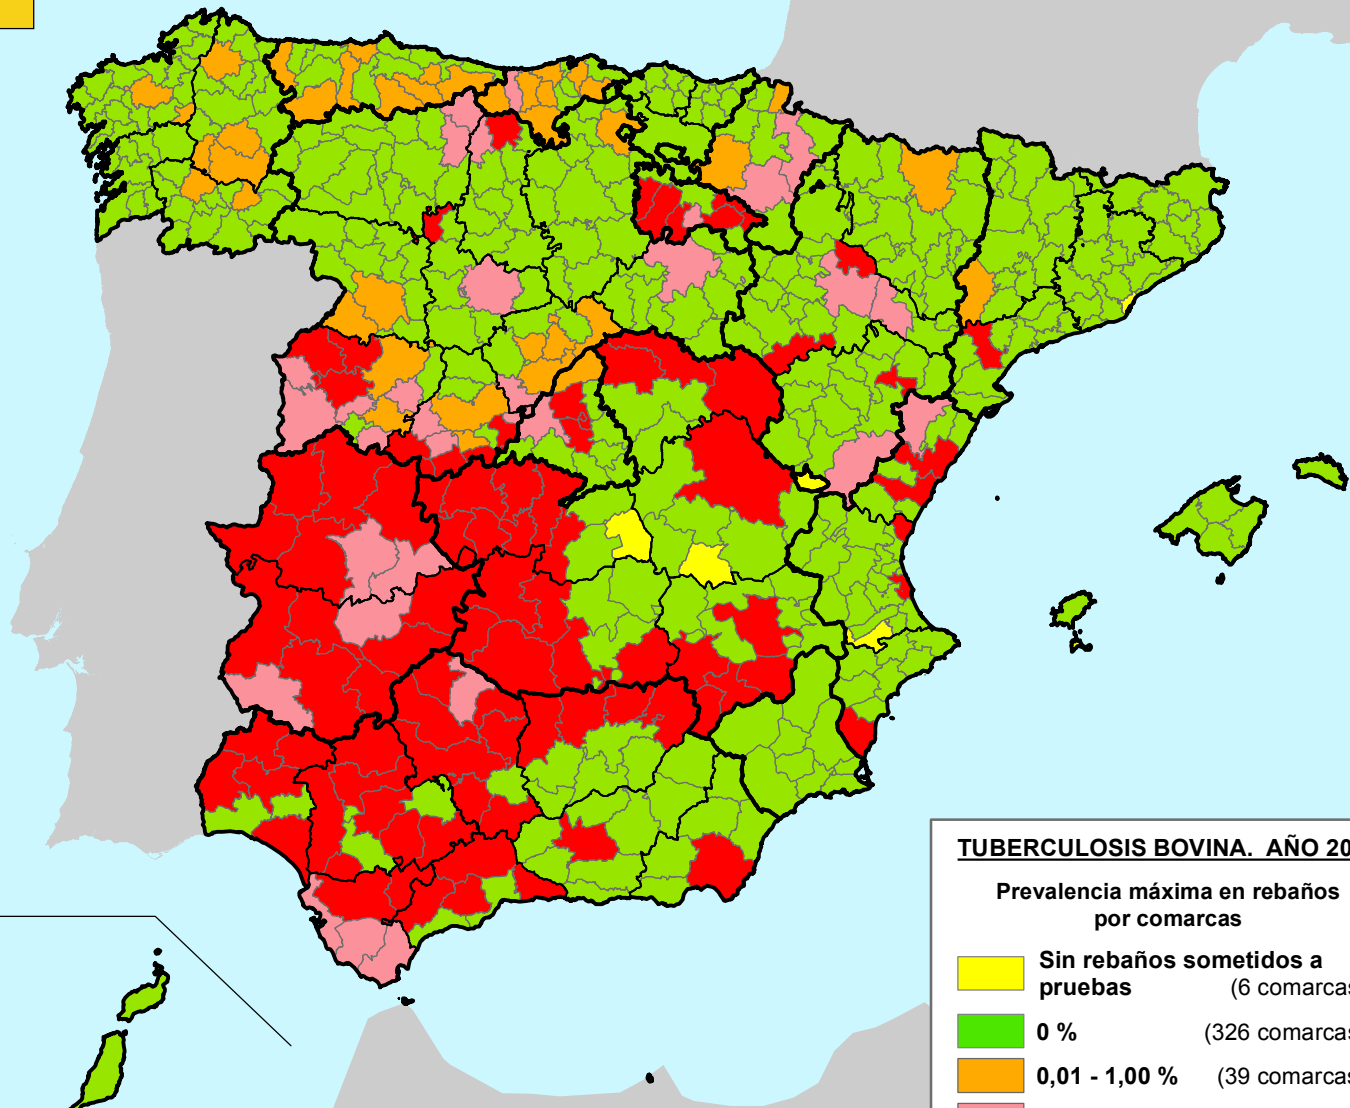 TUBERCULOSIS BOVINA. AÑO 20
Prevalencia máxima en rebaños
por comarcas
Sin rebaños sometidos a
pruebas (6 comarcas
0 % (326 comarcas
0,01 - 1,00 % (39 comarcas